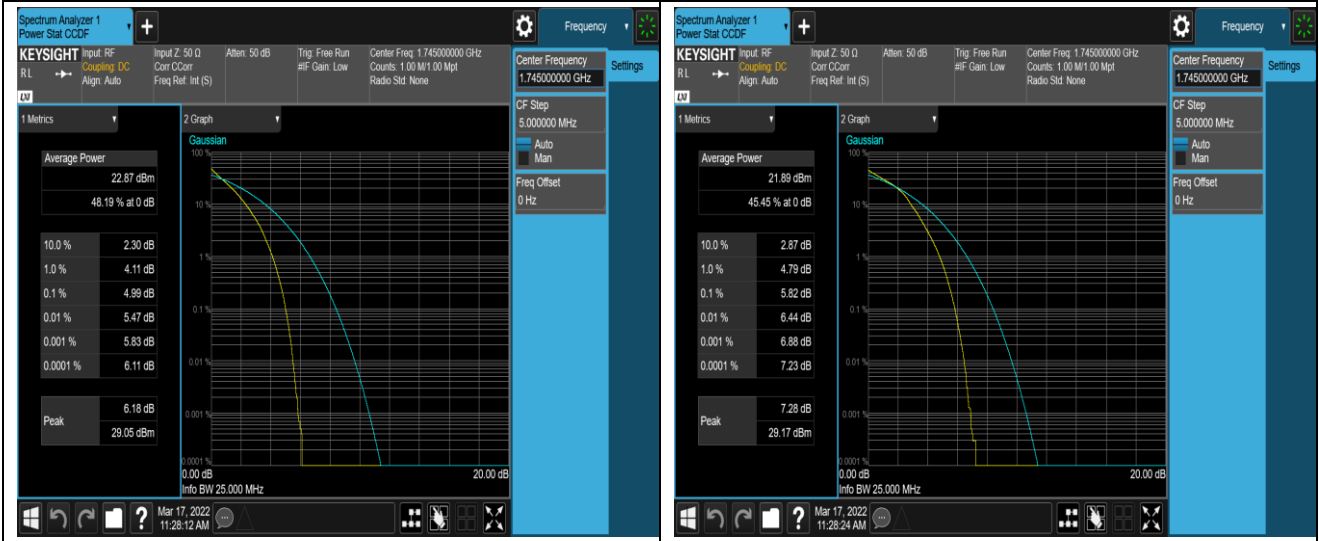 Spectrum Analyzer 1
Power Stat CCDF
+
Frequency
KEYSIGHT
RL
LXI
Input: RF
Coupling: DC
Align: Auto
Input Z: 50 Ω
Corr CCorr
Freq Ref: Int (S)
Atten: 50 dB
Trig: Free Run
#IF Gain: Low
Center Freq: 1.745000000 GHz
Counts: 1.00 M/1.00 Mpt
Radio Std: None
Center Frequency
1.745000000 GHz
Settings
CF Step
5.000000 MHz
Auto
Man
Freq Offset
0 Hz
1 Metrics
2 Graph
Average Power
22.87 dBm
48.19 % at 0 dB
10.0 % 2.30 dB
1.0 % 4.11 dB
0.1 % 4.99 dB
0.01 % 5.47 dB
0.001 % 5.83 dB
0.0001 % 6.11 dB
Peak 6.18 dB
29.05 dBm
Gaussian
100 %
10 %
1 %
0.1 %
0.01 %
0.001 %
0.0001 %
0.00 dB 20.00 dB
Info BW 25.000 MHz
?
Mar 17, 2022
11:28:12 AM
Spectrum Analyzer 1
Power Stat CCDF
+
Frequency
KEYSIGHT
RL
LXI
Input: RF
Coupling: DC
Align: Auto
Input Z: 50 Ω
Corr CCorr
Freq Ref: Int (S)
Atten: 50 dB
Trig: Free Run
#IF Gain: Low
Center Freq: 1.745000000 GHz
Counts: 1.00 M/1.00 Mpt
Radio Std: None
Center Frequency
1.745000000 GHz
Settings
CF Step
5.000000 MHz
Auto
Man
Freq Offset
0 Hz
1 Metrics
2 Graph
Average Power
21.89 dBm
45.45 % at 0 dB
10.0 % 2.87 dB
1.0 % 4.79 dB
0.1 % 5.82 dB
0.01 % 6.44 dB
0.001 % 6.88 dB
0.0001 % 7.23 dB
Peak 7.28 dB
29.17 dBm
Gaussian
100 %
10 %
1 %
0.1 %
0.01 %
0.001 %
0.0001 %
0.00 dB 20.00 dB
Info BW 25.000 MHz
?
Mar 17, 2022
11:28:24 AM